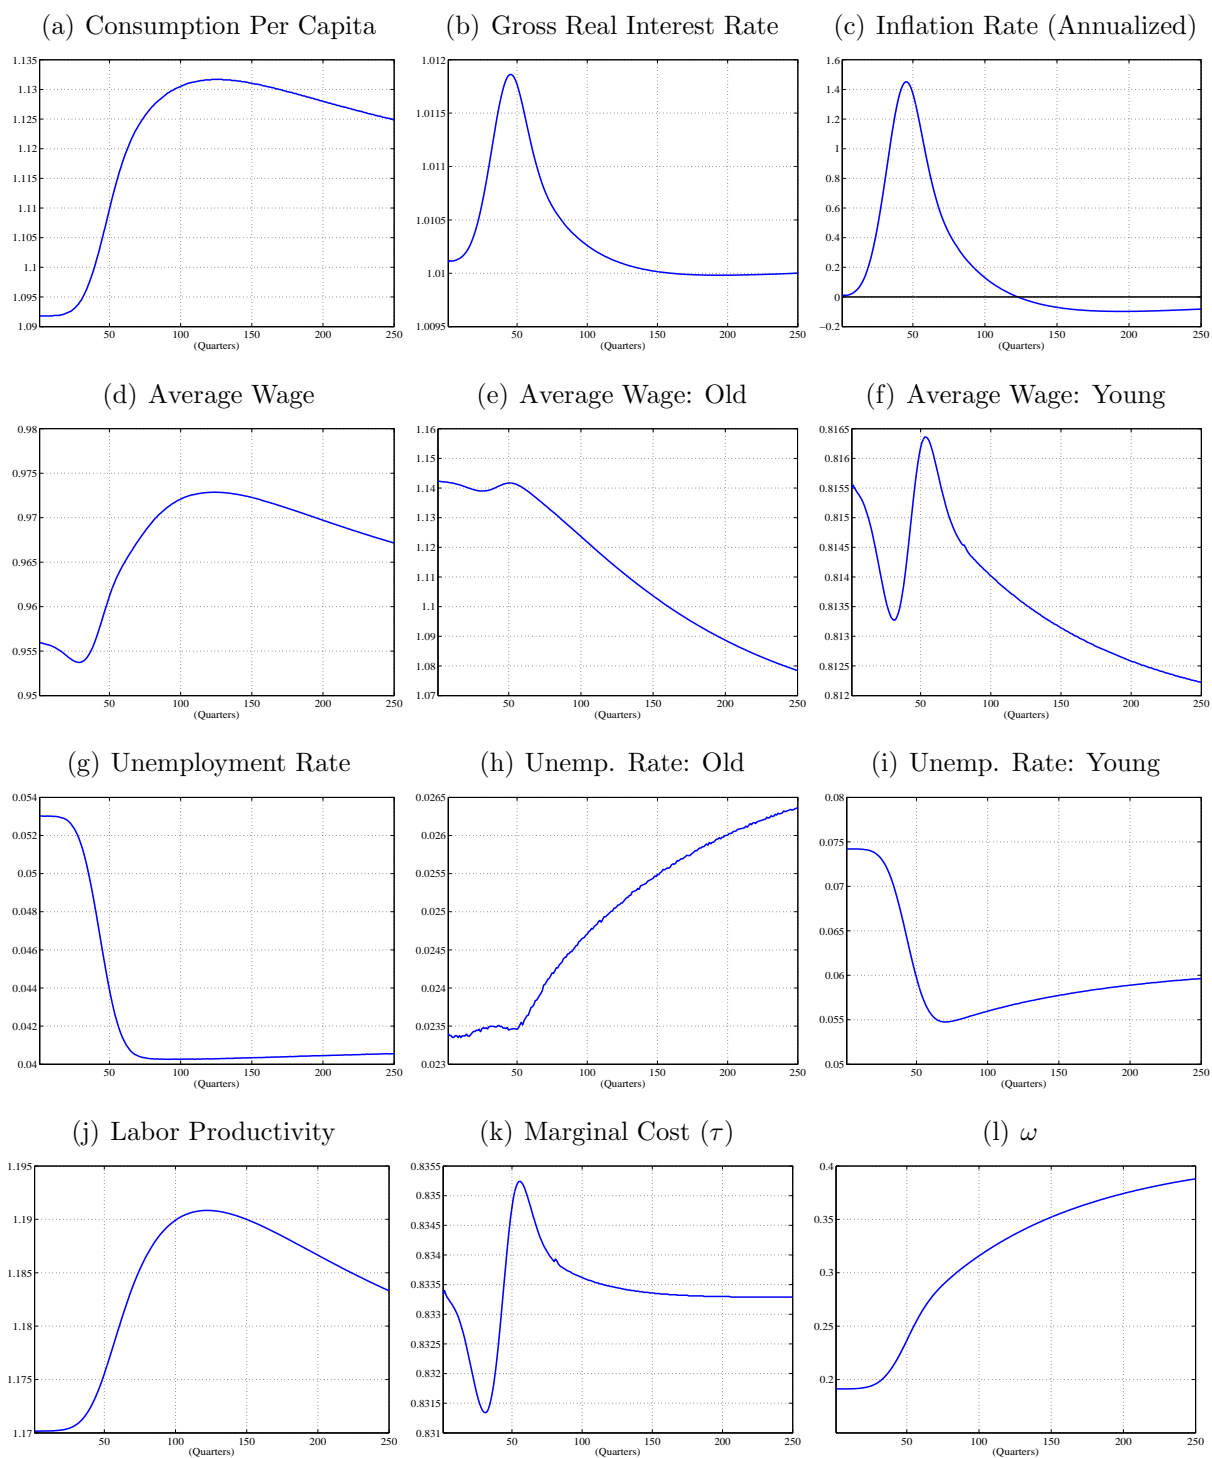 (a) Consumption Per Capita
(b) Gross Real Interest Rate
(c) Inflation Rate (Annualized)
1.135
1.13
1.125
1.12
1.115
1.11
1.105
1.1
1.095
1.09
50 100 150 200 250
(Quarters)
1.012
1.0115
1.011
1.0105
1.01
1.0095
50 100 150 200 250
(Quarters)
1.6
1.4
1.2
1
0.8
0.6
0.4
0.2
0
−0.2
50 100 150 200 250
(Quarters)
(d) Average Wage
(e) Average Wage: Old
(f) Average Wage: Young
0.98
0.975
0.97
0.965
0.96
0.955
0.95
50 100 150 200 250
(Quarters)
1.16
1.15
1.14
1.13
1.12
1.11
1.1
1.09
1.08
1.07
50 100 150 200 250
(Quarters)
0.8165
0.816
0.8155
0.815
0.8145
0.814
0.8135
0.813
0.8125
0.812
50 100 150 200 250
(Quarters)
(g) Unemployment Rate
(h) Unemp. Rate: Old
(i) Unemp. Rate: Young
0.054
0.052
0.05
0.048
0.046
0.044
0.042
0.04
50 100 150 200 250
(Quarters)
0.0265
0.026
0.0255
0.025
0.0245
0.024
0.0235
0.023
50 100 150 200 250
(Quarters)
0.08
0.075
0.07
0.065
0.06
0.055
0.05
50 100 150 200 250
(Quarters)
(j) Labor Productivity
(k) Marginal Cost (τ)
(l) ω
1.195
1.19
1.185
1.18
1.175
1.17
50 100 150 200 250
(Quarters)
0.8355
0.835
0.8345
0.834
0.8335
0.833
0.8325
0.832
0.8315
0.831
50 100 150 200 250
(Quarters)
0.4
0.35
0.3
0.25
0.2
50 100 150 200 250
(Quarters)